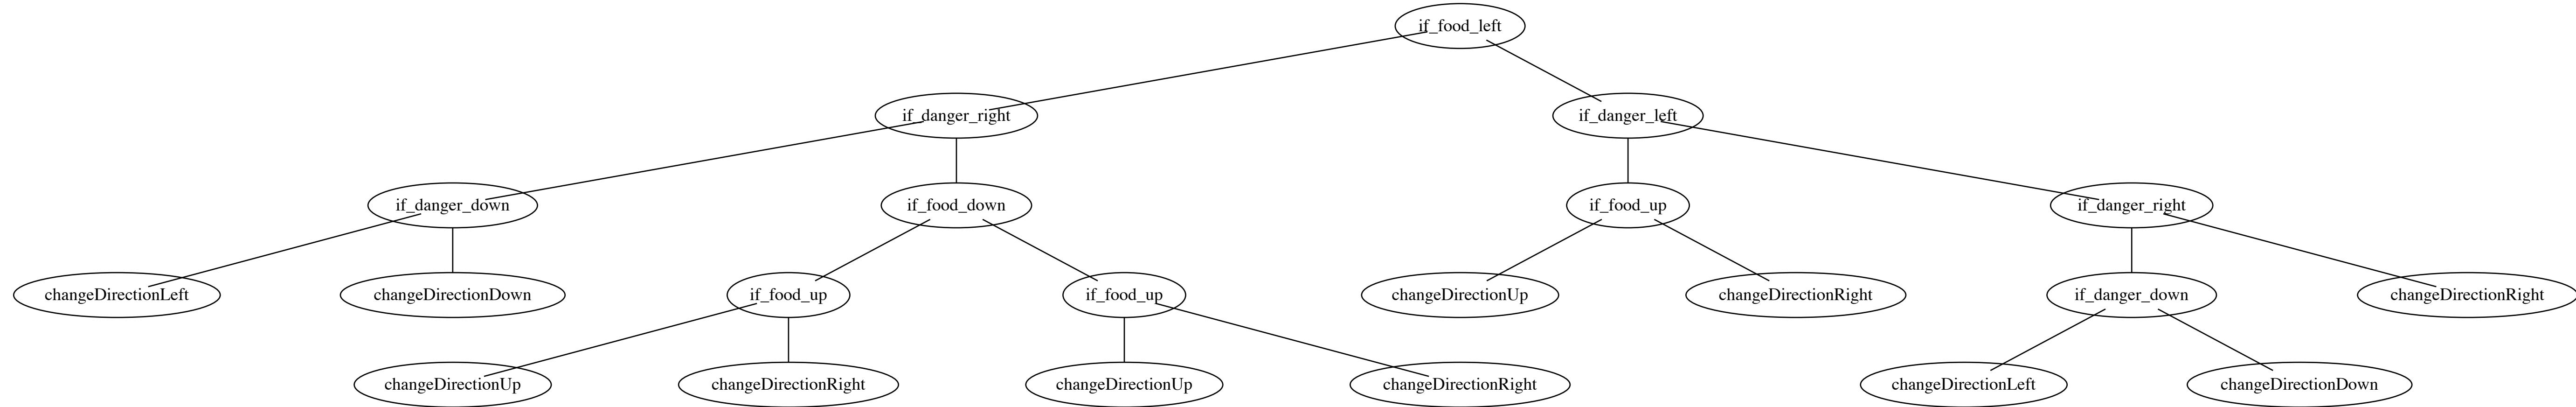 if_food_left
if_danger_right
if_danger_left
if_danger_down
if_food_down
if_food_up
if_danger_right
changeDirectionLeft
changeDirectionDown
if_food_up
if_food_up
changeDirectionUp
changeDirectionRight
if_danger_down
changeDirectionRight
changeDirectionUp
changeDirectionRight
changeDirectionUp
changeDirectionRight
changeDirectionLeft
changeDirectionDown